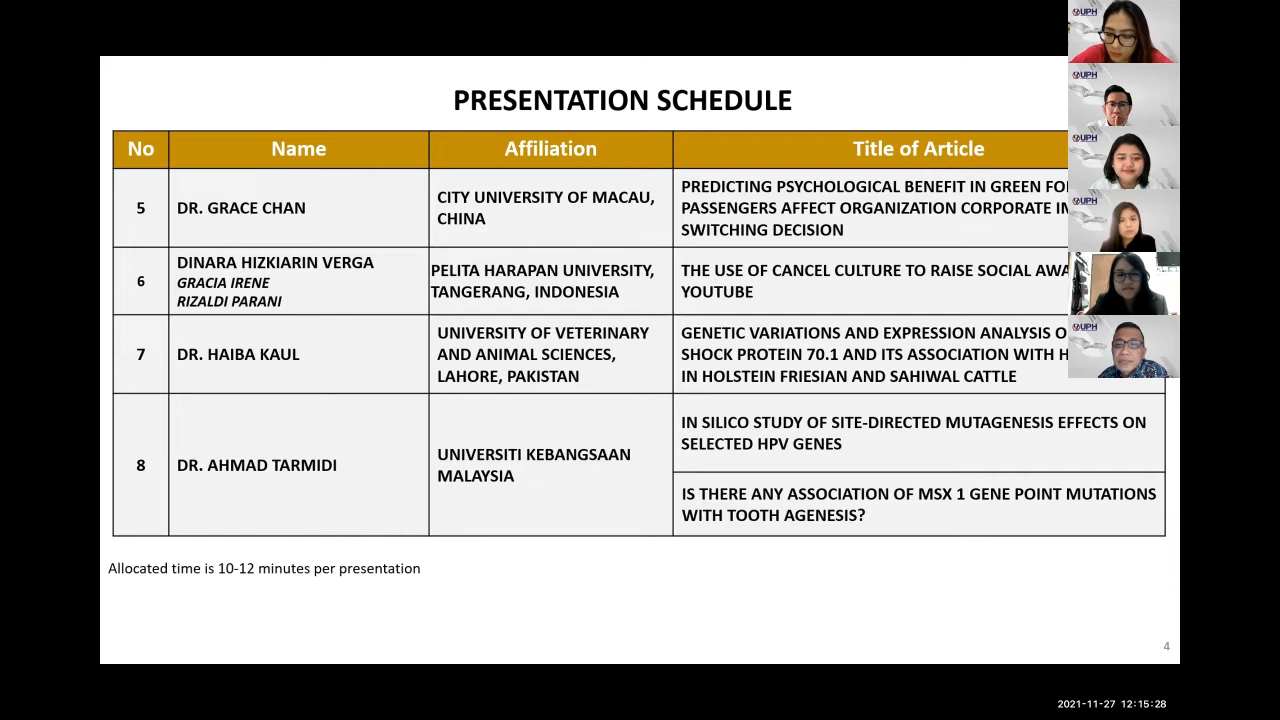 UPH
UPH
UPH
UPH
PRESENTATION SCHEDULE
No Name Affiliation Title of Article
5 DR. GRACE CHAN CITY UNIVERSITY OF MACAU, CHINA PREDICTING PSYCHOLOGICAL BENEFIT IN GREEN
PASSENGERS AFFECT ORGANIZATION CORPORATE
SWITCHING DECISION
6 DINARA HIZKIARIN VERGA
GRACIA IRENE
RIZALDI PARANI
PELITA HARAPAN UNIVERSITY,
TANGERANG, INDONESIA
THE USE OF CANCEL CULTURE TO RAISE SOCIAL
YOUTUBE
7 DR. HAIBA KAUL
UNIVERSITY OF VETERINARY
AND ANIMAL SCIENCES,
LAHORE, PAKISTAN
GENETIC VARIATIONS AND EXPRESSION ANALYSIS
SHOCK PROTEIN 70.1 AND ITS ASSOCIATION WITH
IN HOLSTEIN FRIESIAN AND SAHIWAL CATTLE
8 DR. AHMAD TARMIDI
UNIVERSITI KEBANGSAAN
MALAYSIA
IN SILICO STUDY OF SITE-DIRECTED MUTAGENESIS EFFECTS ON
SELECTED HPV GENES
IS THERE ANY ASSOCIATION OF MSX 1 GENE POINT MUTATIONS
WITH TOOTH AGENESIS?
Allocated time is 10-12 minutes per presentation
4
UPH
2021-11-27 12:15:28